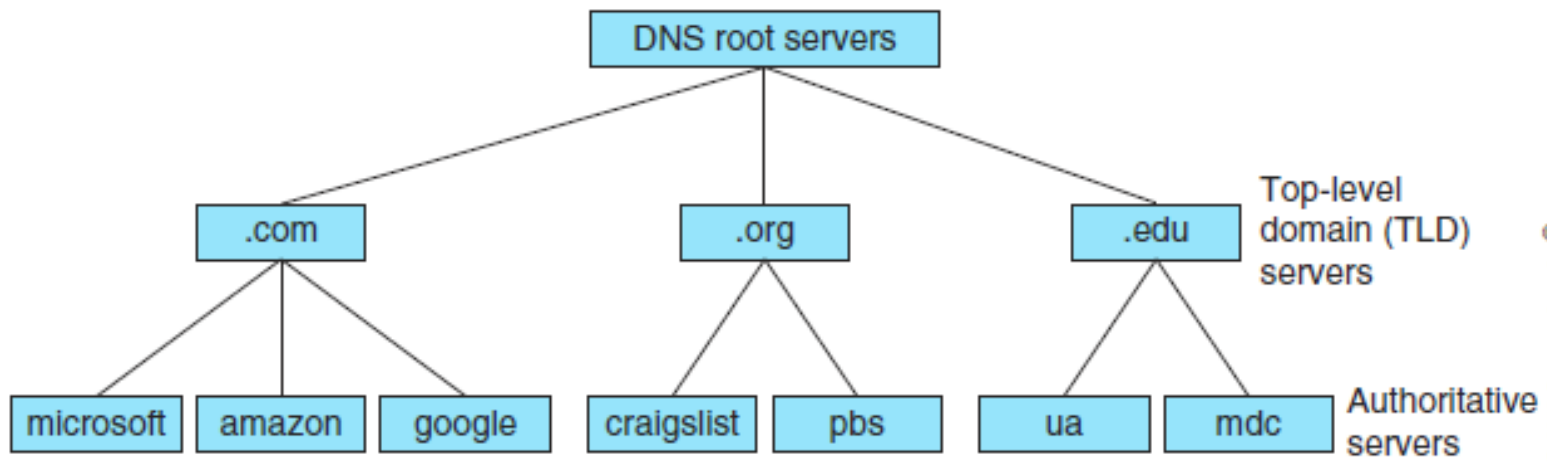 DNS root servers
.com
.org
.edu
Top-level
domain (TLD)
servers
microsoft
amazon
google
craigslist
pbs
ua
mdc
Authoritative
servers